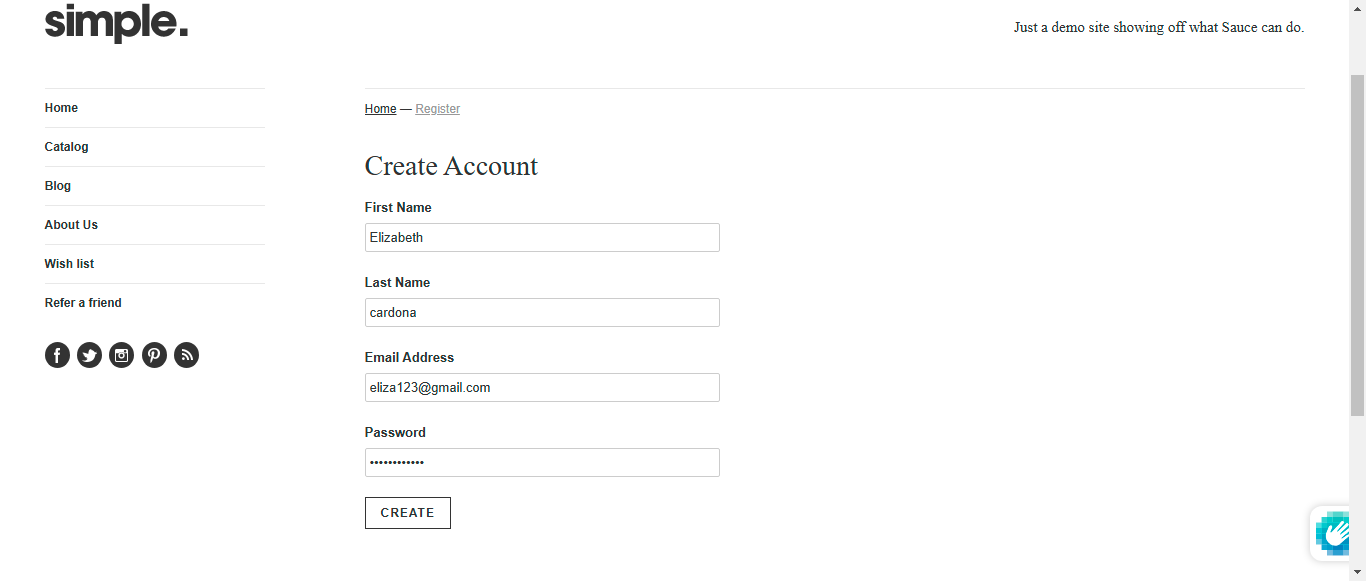 simple.
Just a demo site showing off what Sauce can do.
Home
Catalog
Blog
About Us
Wish list
Refer a friend
Home — Register
Create Account
First Name
Elizabeth
Last Name
cardona
Email Address
eliza123@gmail.com
Password
••••••••••••
CREATE